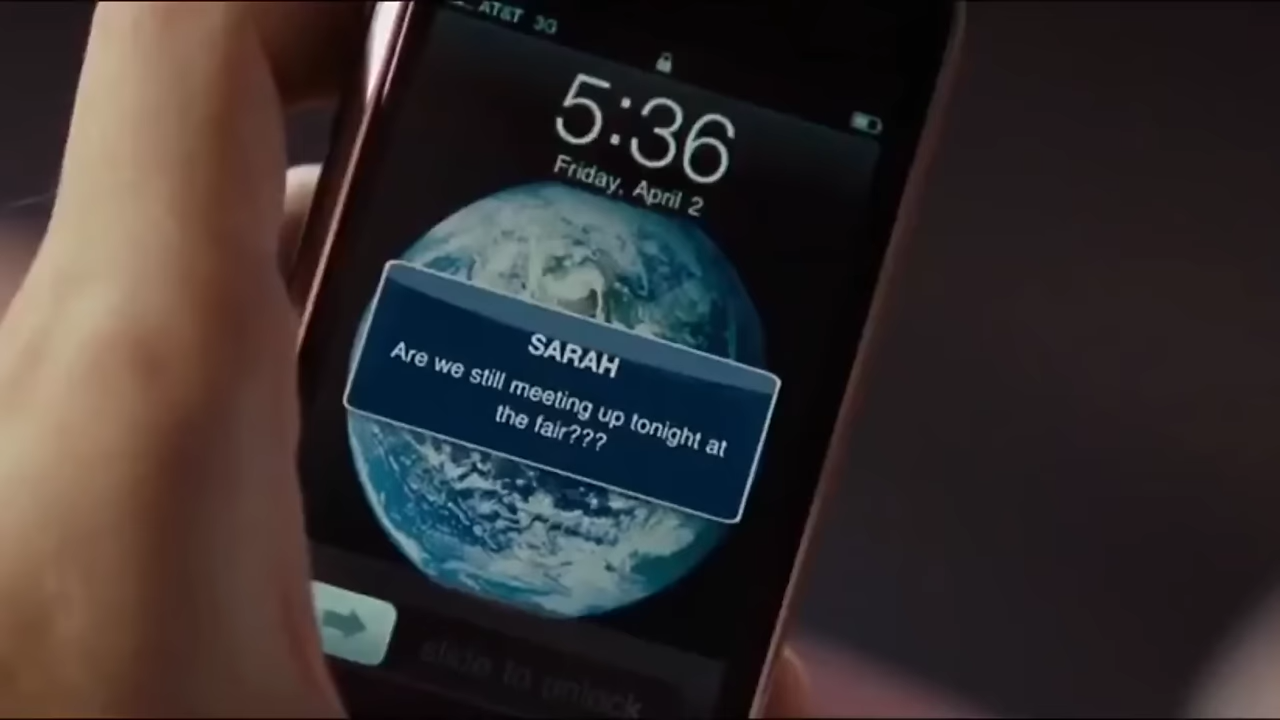 AT&T 3G
5:36
Friday, April 2
SARAH
Are we still meeting up tonight at
the fair???
slide to unlock